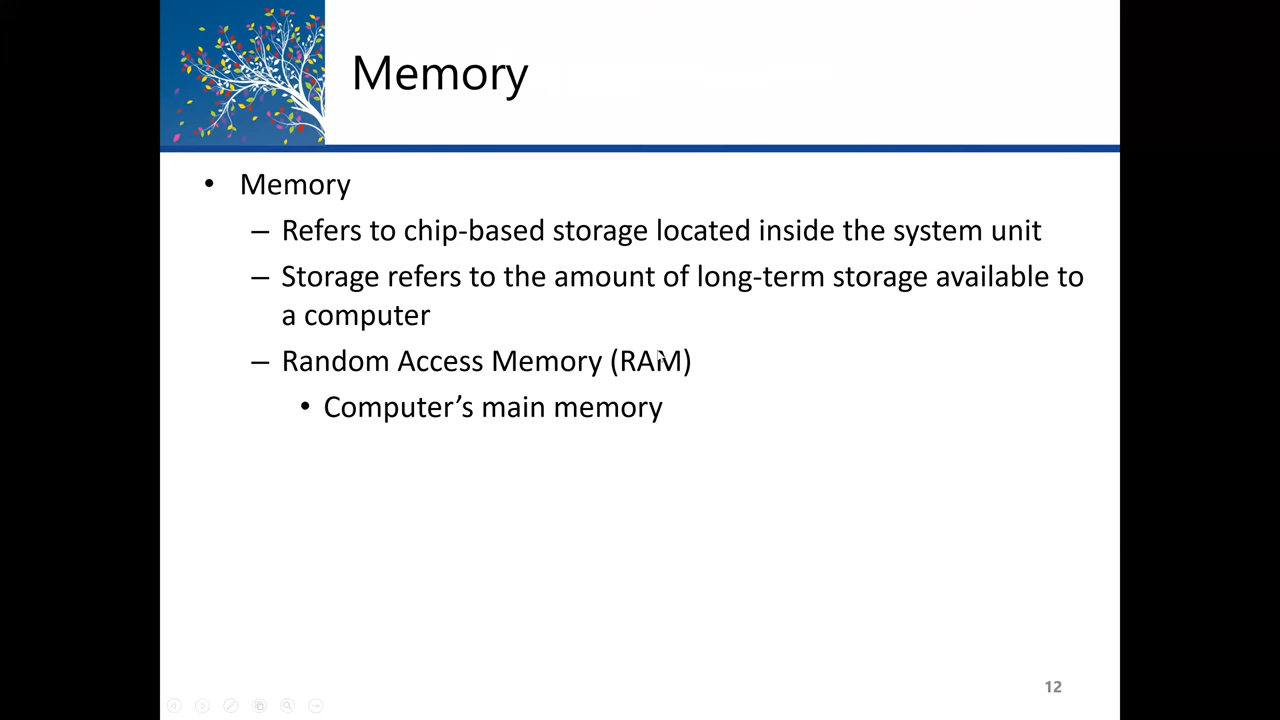 Memory
• Memory
– Refers to chip-based storage located inside the system unit
– Storage refers to the amount of long-term storage available to
a computer
– Random Access Memory (RAM)
• Computer’s main memory
12